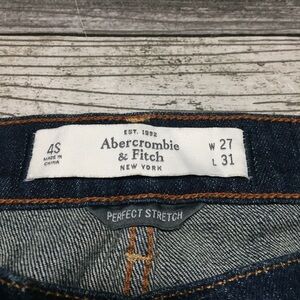 EST. 1892
4S
MADE IN
CHINA
Abercrombie
& Fitch
NEW YORK
W 27
L 31
PERFECT STRETCH